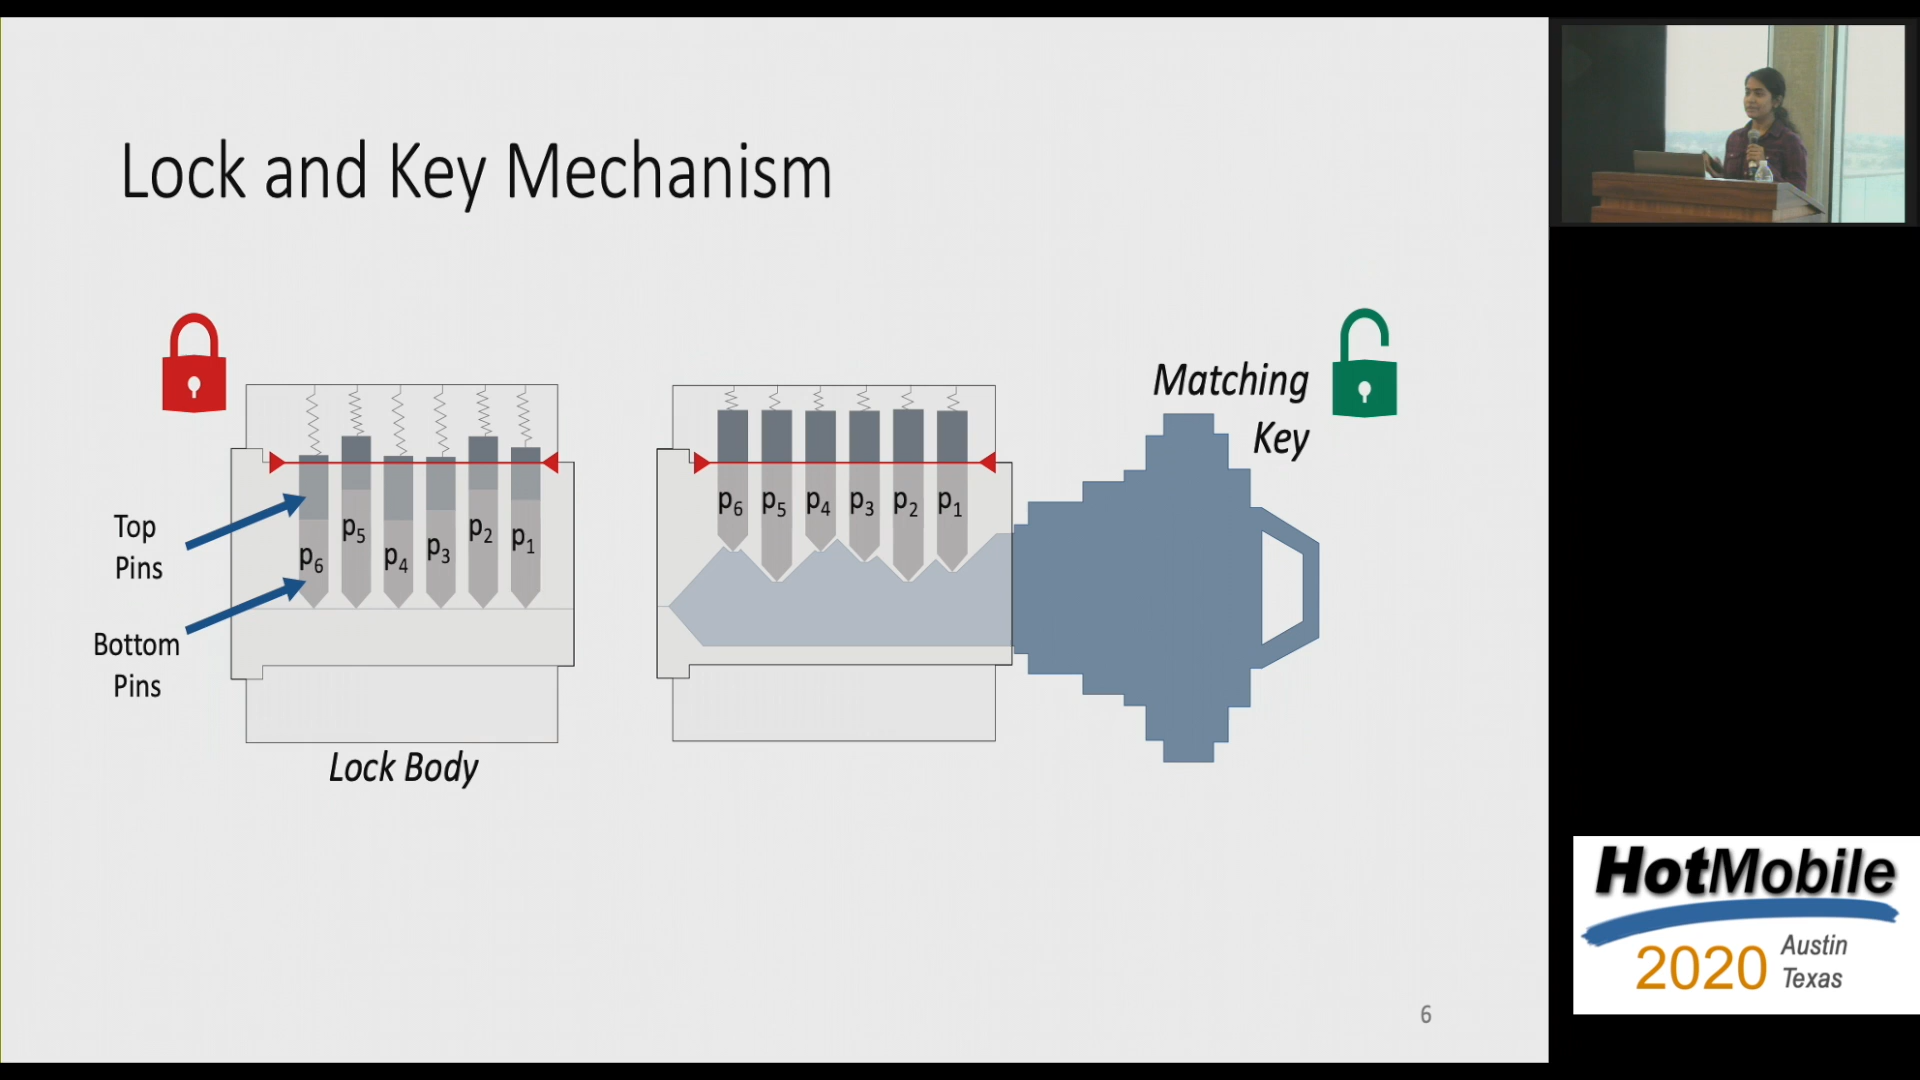 Lock and Key Mechanism
Matching
Key
Top
Pins
Bottom
Pins
p6
p5
p4
p3
p2
p1
p6
p5
p4
p3
p2
p1
Lock Body
6
HotMobile
2020
Austin
Texas